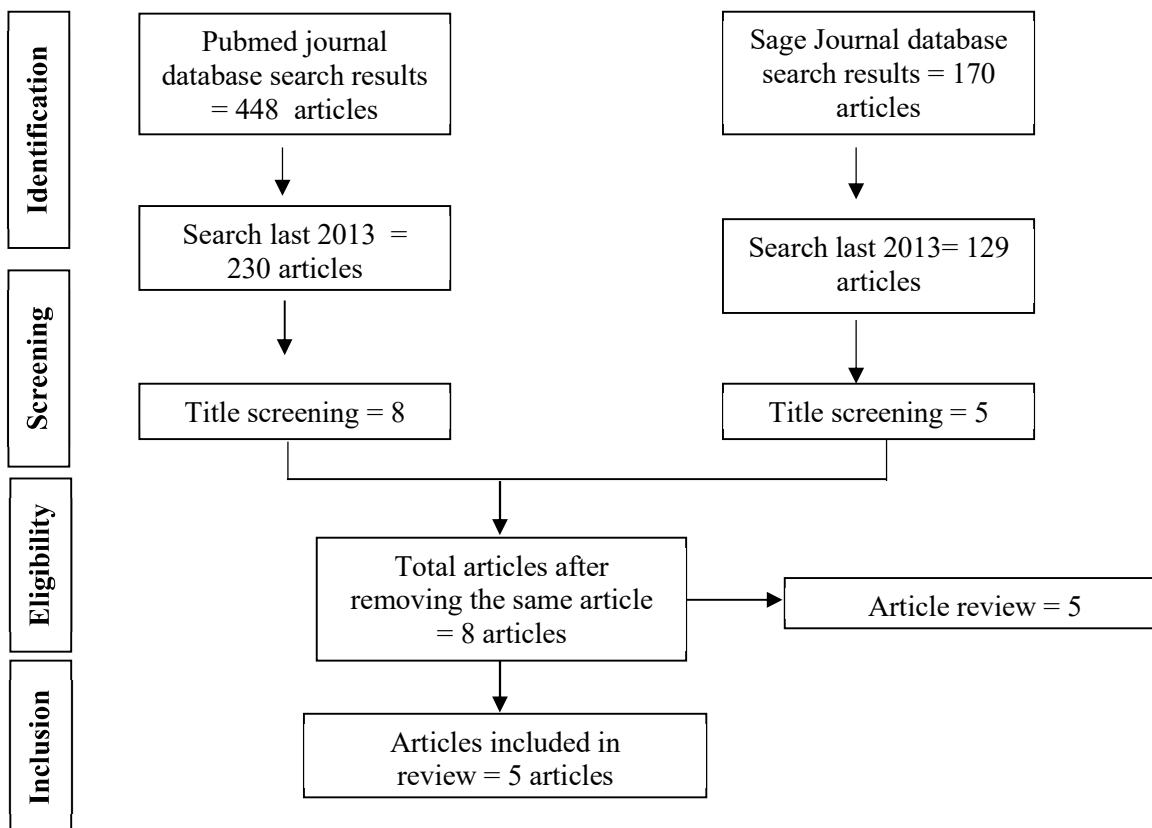 Identification
Pubmed journal
database search results
= 448 articles
Sage Journal database
search results = 170
articles
Search last 2013 =
230 articles
Search last 2013= 129
articles
Screening
Title screening = 8
Title screening = 5
Eligibility
Total articles after
removing the same article
= 8 articles
Article review = 5
Inclusion
Articles included in
review = 5 articles